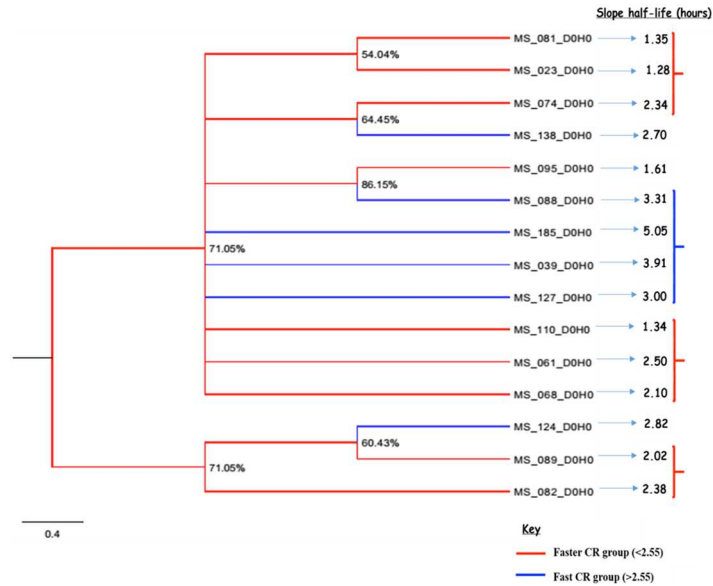 Slope half-life (hours)
MS_081_D0H0 1.35
54.04%
MS_023_D0H0 1.28
MS_074_D0H0 2.34
64.45%
MS_138_D0H0 2.70
MS_095_D0H0 1.61
86.15%
MS_088_D0H0 3.31
MS_185_D0H0 5.05
71.05%
MS_039_D0H0 3.91
MS_127_D0H0 3.00
MS_110_D0H0 1.34
MS_061_D0H0 2.50
MS_068_D0H0 2.10
MS_124_D0H0 2.82
60.43%
MS_089_D0H0 2.02
71.05%
MS_082_D0H0 2.38
0.4
Key
Faster CR group (<2.55)
Fast CR group (>2.55)